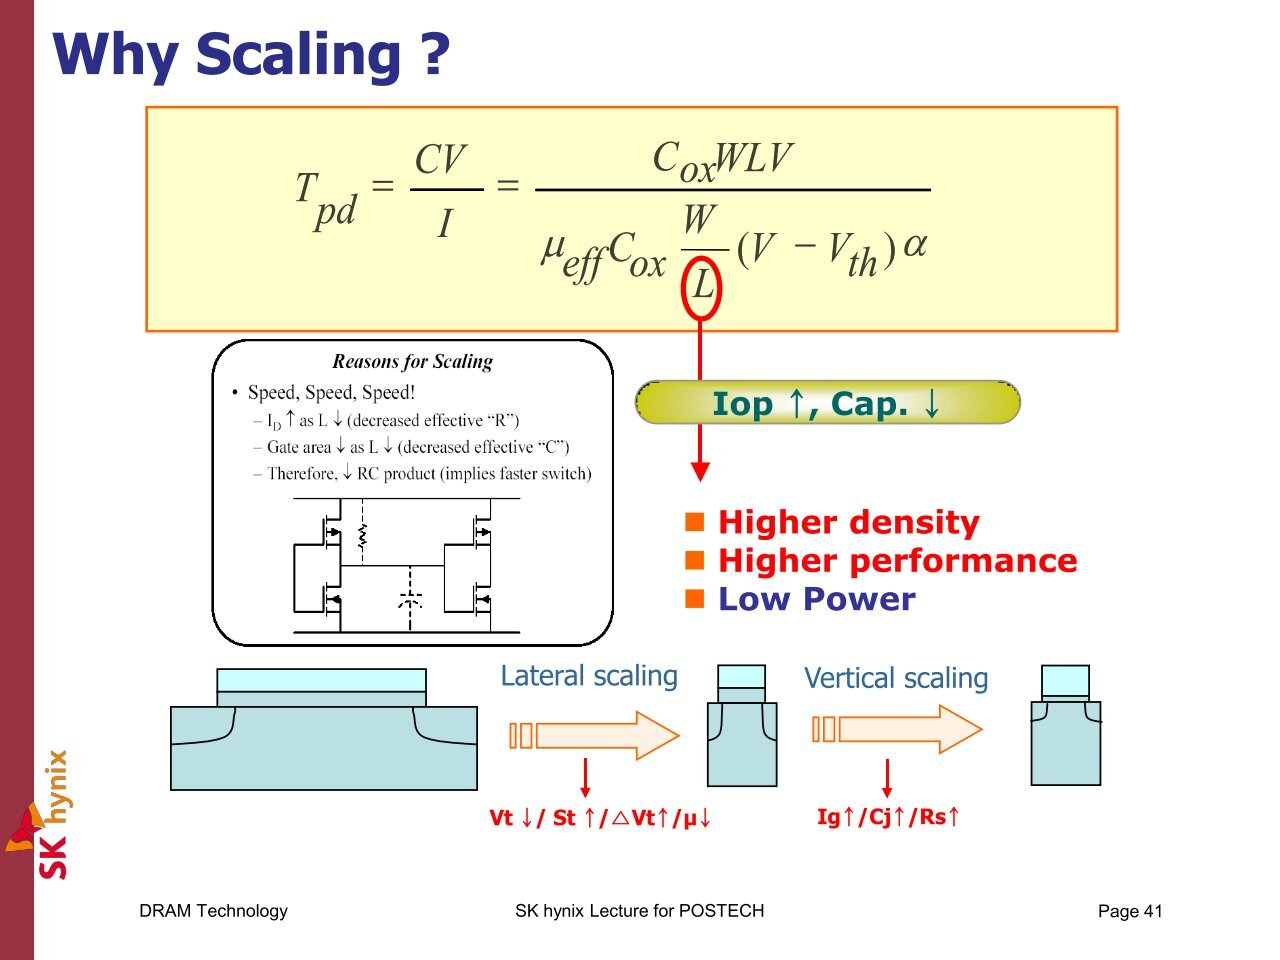 Why Scaling ?
T_pd = CV / I = C_ox WLV / μ_eff C_ox W/L (V − V_th) α
Reasons for Scaling
• Speed, Speed, Speed!
– I_D ↑ as L ↓ (decreased effective “R”)
– Gate area ↓ as L ↓ (decreased effective “C”)
– Therefore, ↓ RC product (implies faster switch)
Iop ↑, Cap. ↓
Higher density
Higher performance
Low Power
Lateral scaling
Vertical scaling
Vt ↓/ St ↑/△Vt↑/μ↓
Ig↑/Cj↑/Rs↑
SK hynix
DRAM Technology
SK hynix Lecture for POSTECH
Page 41